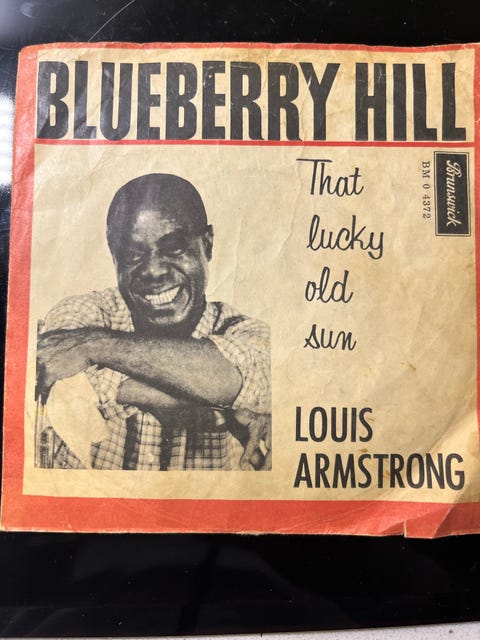 BLUEBERRY HILL
That
lucky
old
sun
Brunswick
BM 0 4372
LOUIS
ARMSTRONG